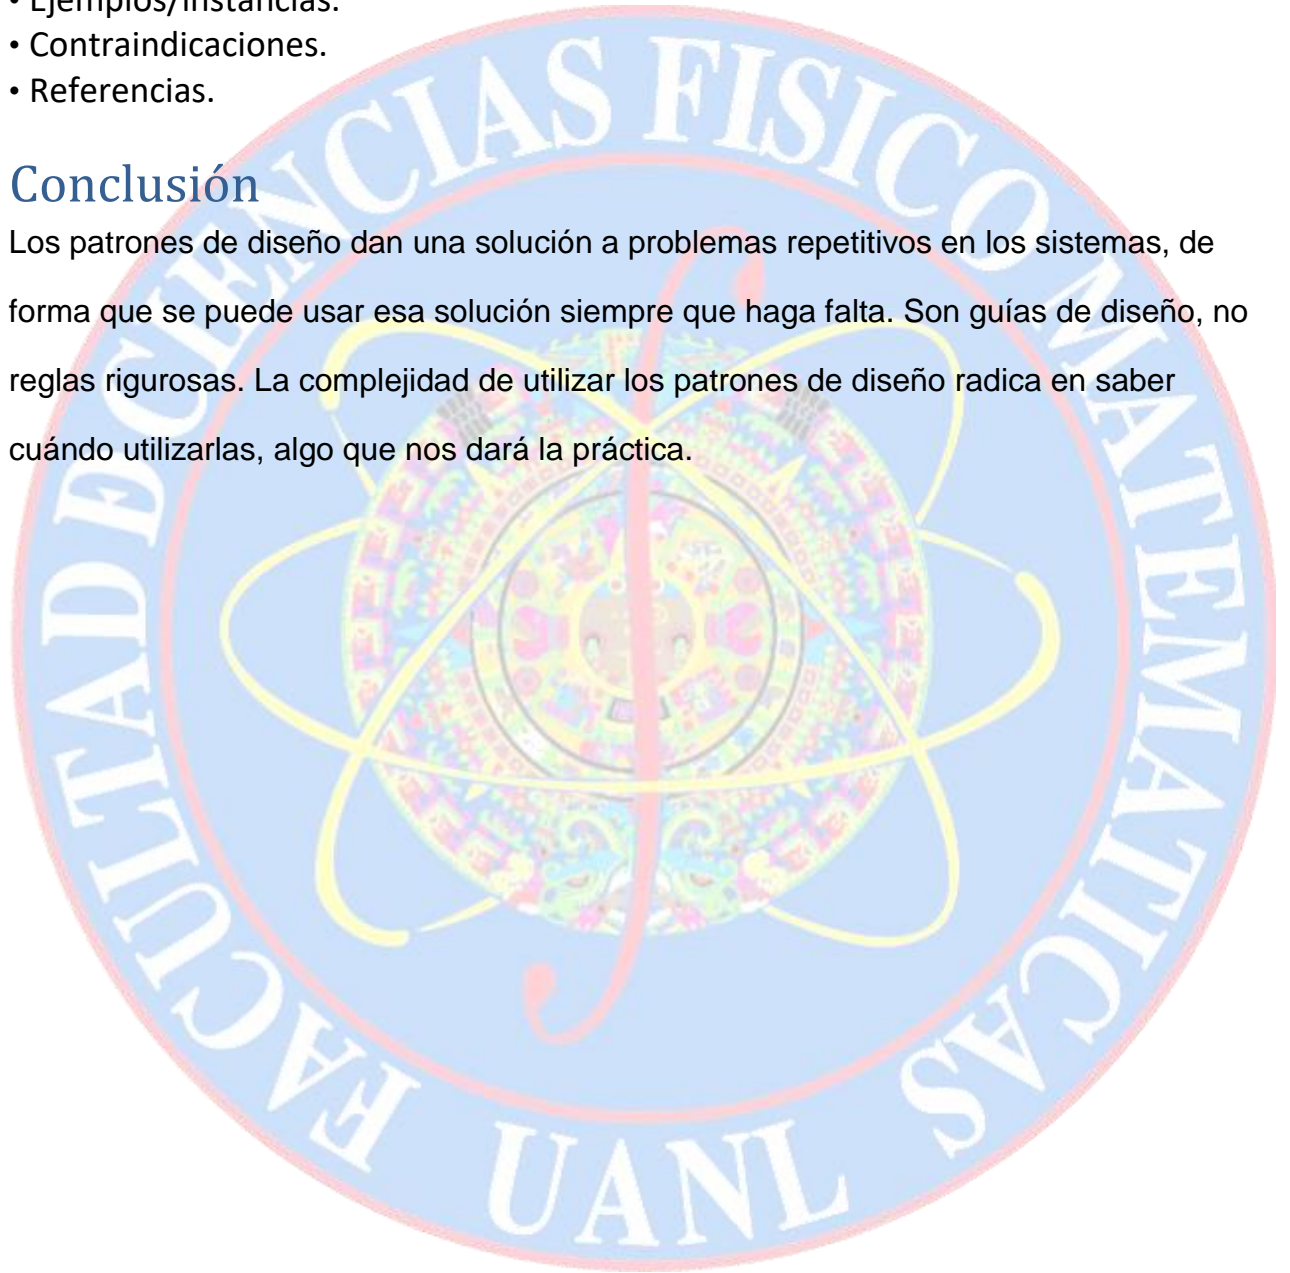 • Ejemplos/Instancias.
• Contraindicaciones.
• Referencias.
Conclusión
Los patrones de diseño dan una solución a problemas repetitivos en los sistemas, de
forma que se puede usar esa solución siempre que haga falta. Son guías de diseño, no
reglas rigurosas. La complejidad de utilizar los patrones de diseño radica en saber
cuándo utilizarlas, algo que nos dará la práctica.
FACULTAD D CIENCIAS FISICO MATEMATICAS
UANL